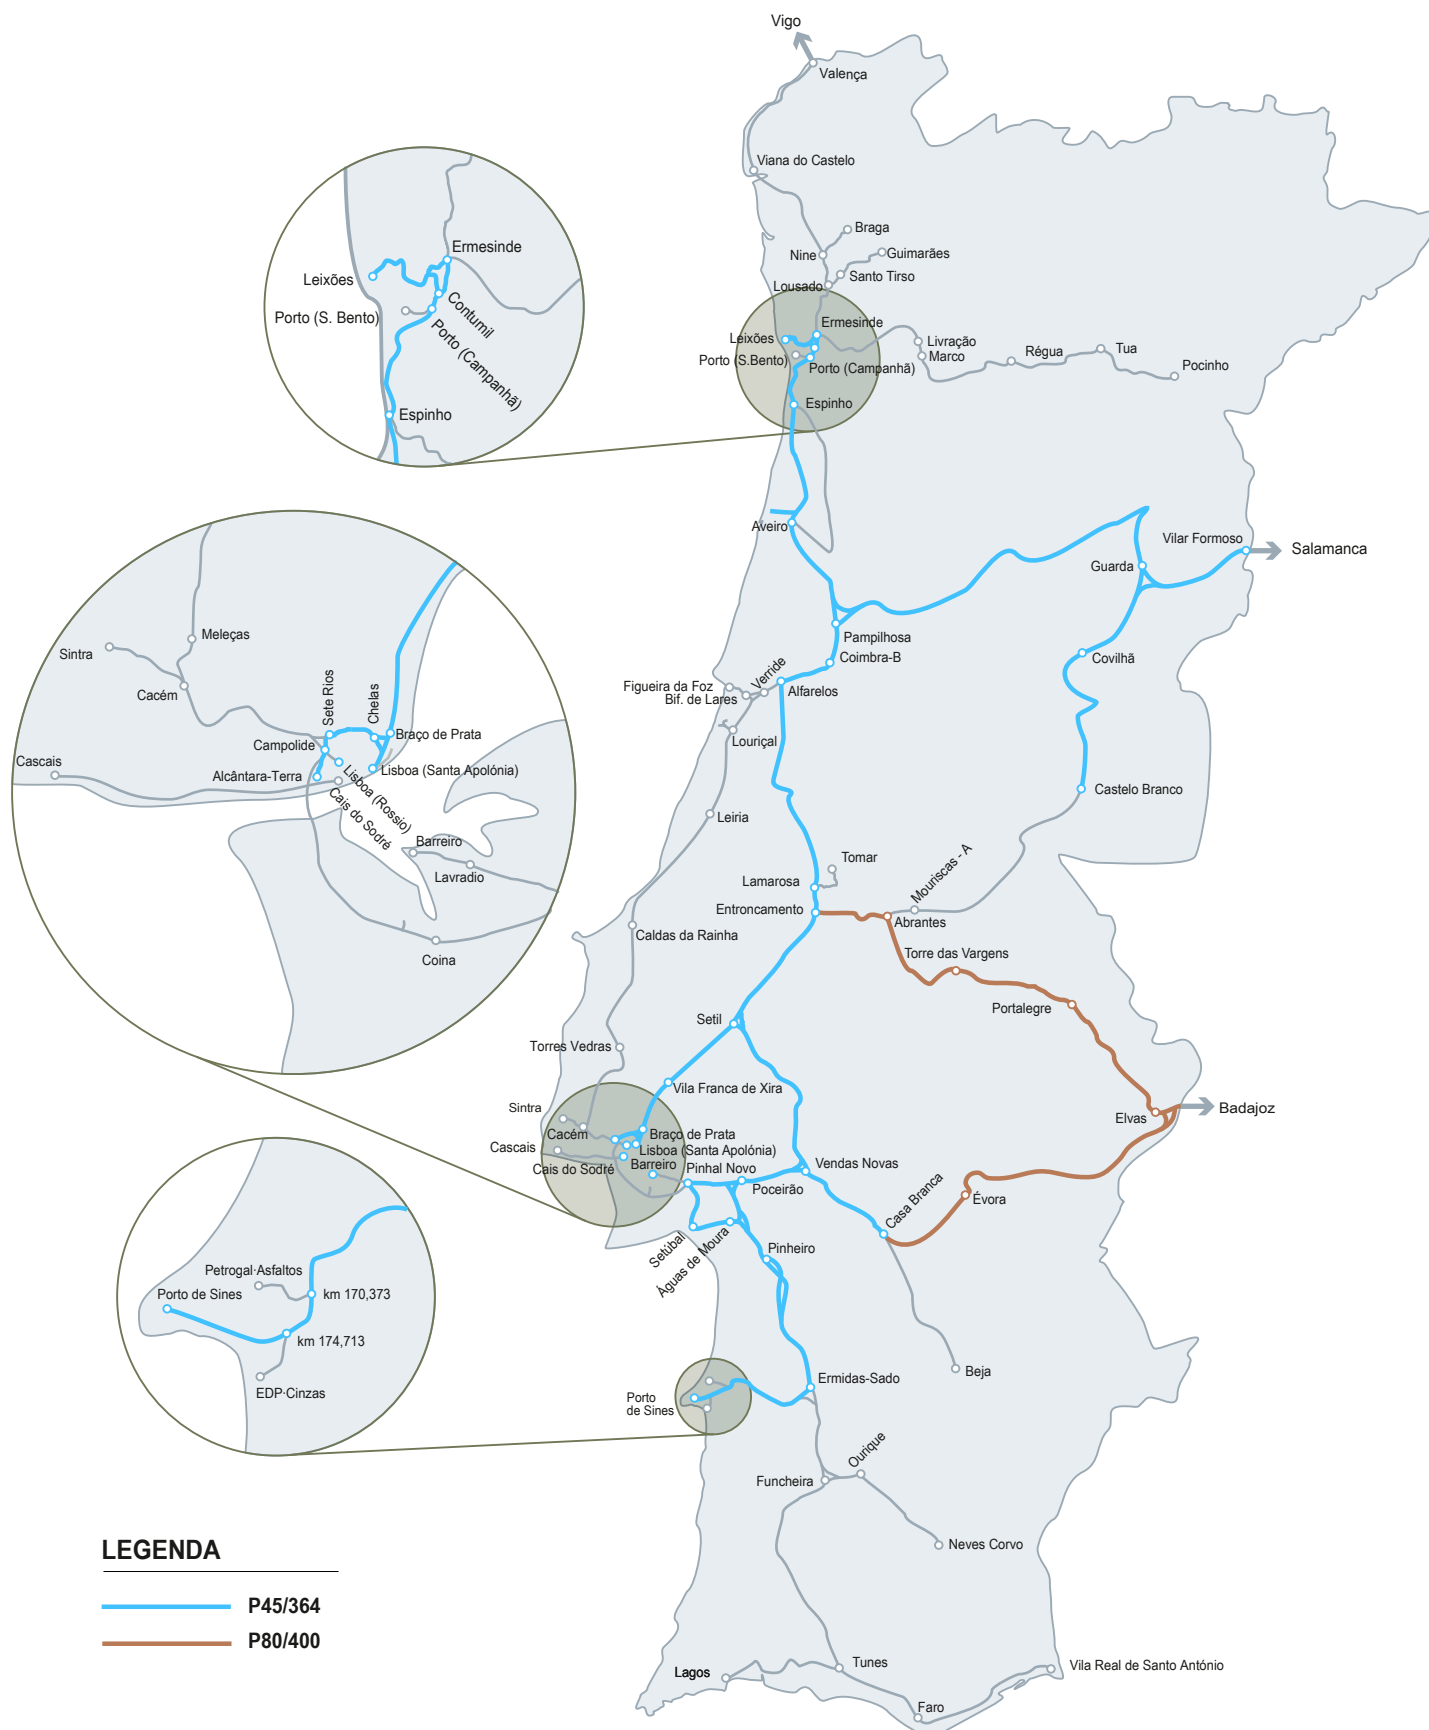 Vigo
Valença
Viana do Castelo
Braga
Nine
Guimarães
Santo Tirso
Lousado
Ermesinde
Leixões
Porto (S.Bento)
Porto (Campanhã)
Livração
Marco
Régua
Tua
Pocinho
Espinho
Ermesinde
Leixões
Porto (S. Bento)
Contumil
Porto (Campanhã)
Espinho
Aveiro
Vilar Formoso
Salamanca
Guarda
Pampilhosa
Coimbra-B
Covilhã
Verride
Figueira da Foz
Bif. de Lares
Alfarelos
Louriçal
Castelo Branco
Leiria
Tomar
Lamarosa
Mouriscas - A
Entroncamento
Abrantes
Caldas da Rainha
Torre das Vargens
Portalegre
Setil
Torres Vedras
Vila Franca de Xira
Elvas
Badajoz
Sintra
Cacém
Braço de Prata
Cascais
Lisboa (Santa Apolónia)
Cais do Sodré
Barreiro
Pinhal Novo
Vendas Novas
Poceirão
Casa Branca
Évora
Setúbal
Águas de Moura
Pinheiro
Meleças
Sintra
Cacém
Sete Rios
Chelas
Campolide
Braço de Prata
Cascais
Alcântara-Terra
Lisboa (Santa Apolónia)
Lisboa (Rossio)
Cais do Sodré
Barreiro
Lavradio
Coina
Petrogal·Asfaltos
Porto de Sines
km 170,373
km 174,713
EDP·Cinzas
Beja
Ermidas-Sado
Porto
de Sines
Ourique
Funcheira
Neves Corvo
Tunes
Lagos
Vila Real de Santo António
Faro
LEGENDA
P45/364
P80/400